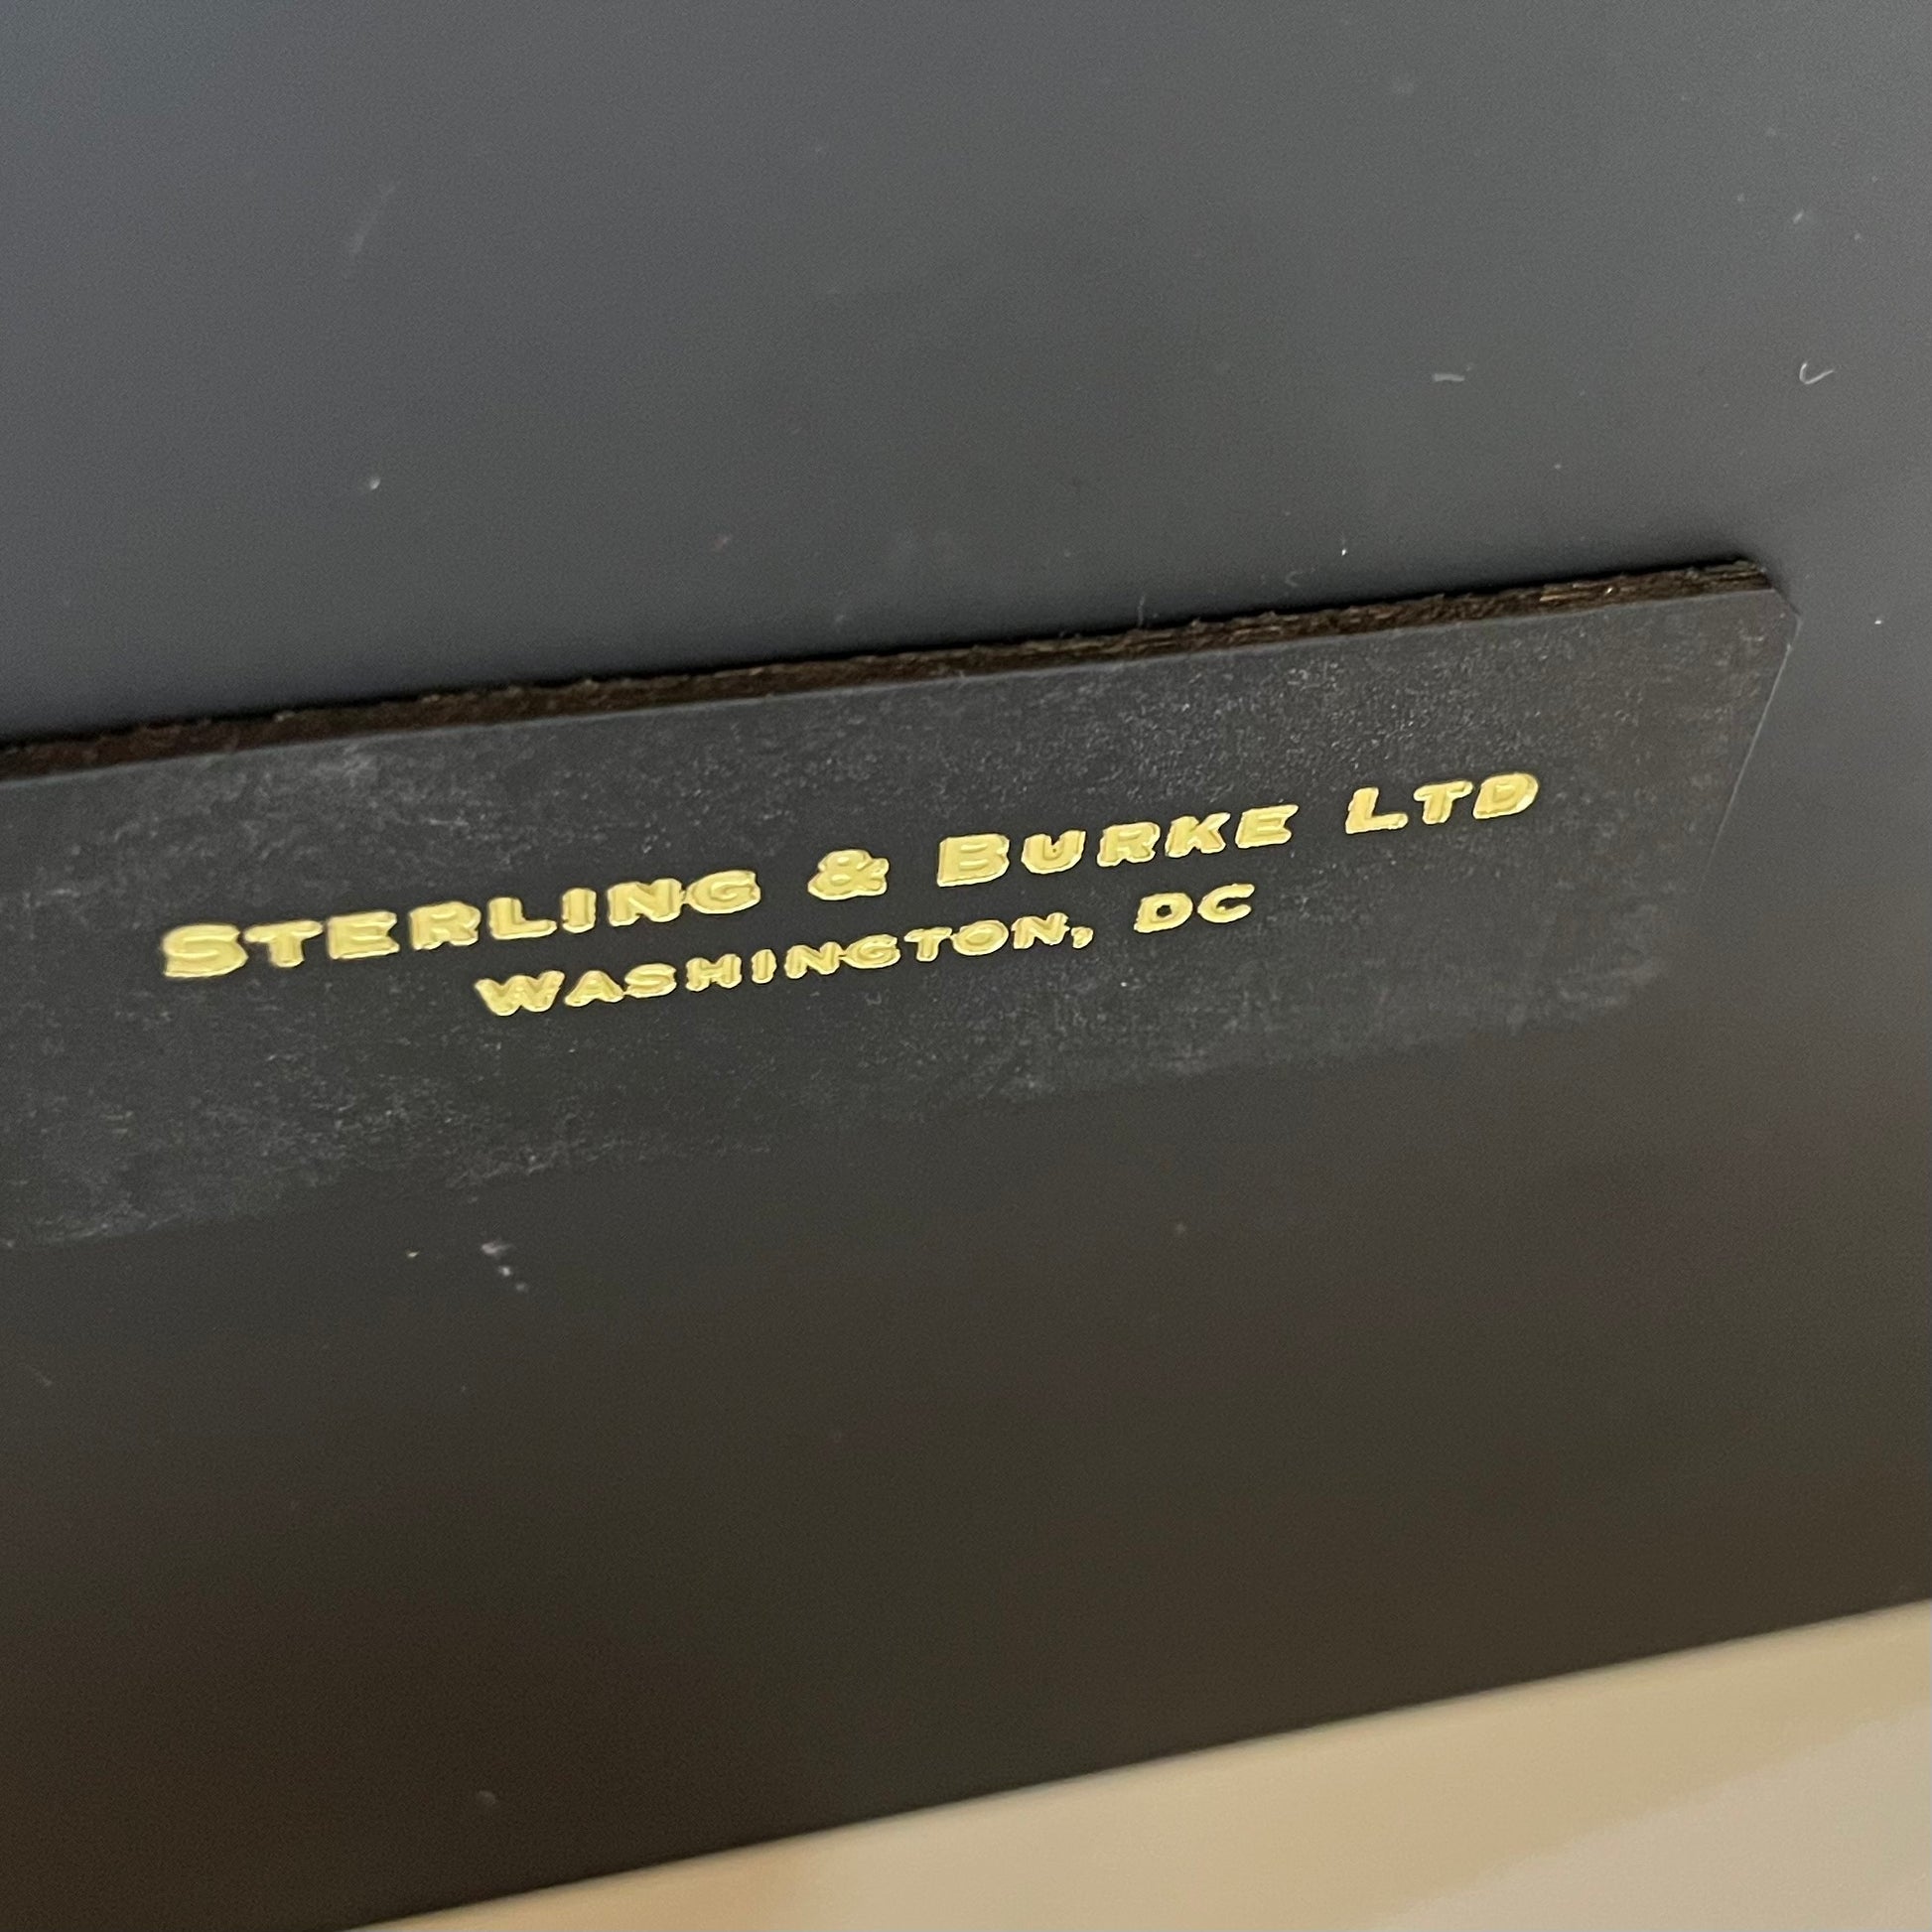 STERLING & BURKE LTD
WASHINGTON, DC